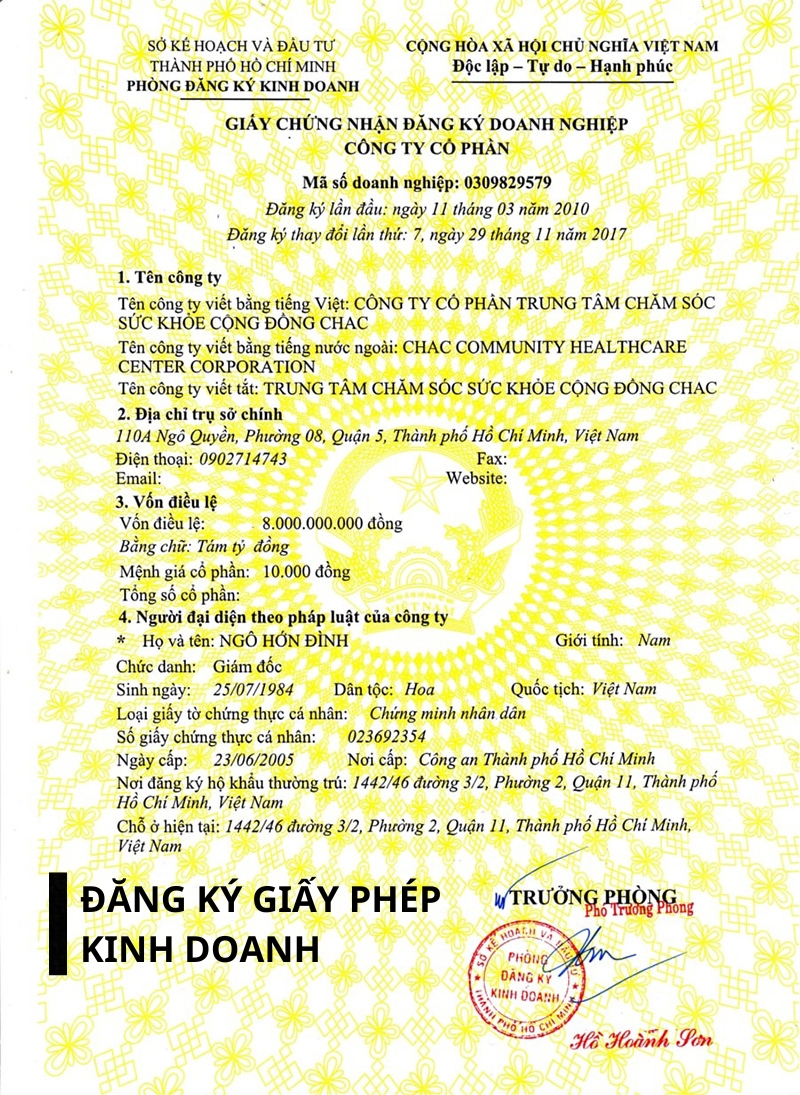 SỞ KẾ HOẠCH VÀ ĐẦU TƯ
THÀNH PHỐ HỒ CHÍ MINH
PHÒNG ĐĂNG KÝ KINH DOANH
CỘNG HÒA XÃ HỘI CHỦ NGHĨA VIỆT NAM
Độc lập – Tự do – Hạnh phúc
GIẤY CHỨNG NHẬN ĐĂNG KÝ DOANH NGHIỆP
CÔNG TY CỔ PHẦN
Mã số doanh nghiệp: 0309829579
Đăng ký lần đầu: ngày 11 tháng 03 năm 2010
Đăng ký thay đổi lần thứ: 7, ngày 29 tháng 11 năm 2017
1. Tên công ty
Tên công ty viết bằng tiếng Việt: CÔNG TY CỔ PHẦN TRUNG TÂM CHĂM SÓC
SỨC KHỎE CỘNG ĐỒNG CHAC
Tên công ty viết bằng tiếng nước ngoài: CHAC COMMUNITY HEALTHCARE
CENTER CORPORATION
Tên công ty viết tắt: TRUNG TÂM CHĂM SÓC SỨC KHỎE CỘNG ĐỒNG CHAC
2. Địa chỉ trụ sở chính
110A Ngô Quyền, Phường 08, Quận 5, Thành phố Hồ Chí Minh, Việt Nam
Điện thoại: 0902714743 Fax:
Email: Website:
3. Vốn điều lệ
Vốn điều lệ: 8.000.000.000 đồng
Bằng chữ: Tám tỷ đồng
Mệnh giá cổ phần: 10.000 đồng
Tổng số cổ phần:
4. Người đại diện theo pháp luật của công ty
* Họ và tên: NGÔ HỚN ĐÌNH Giới tính: Nam
Chức danh: Giám đốc
Sinh ngày: 25/07/1984 Dân tộc: Hoa Quốc tịch: Việt Nam
Loại giấy tờ chứng thực cá nhân: Chứng minh nhân dân
Số giấy chứng thực cá nhân: 023692354
Ngày cấp: 23/06/2005 Nơi cấp: Công an Thành phố Hồ Chí Minh
Nơi đăng ký hộ khẩu thường trú: 1442/46 đường 3/2, Phường 2, Quận 11, Thành phố
Hồ Chí Minh, Việt Nam
Chỗ ở hiện tại: 1442/46 đường 3/2, Phường 2, Quận 11, Thành phố Hồ Chí Minh,
Việt Nam
ĐĂNG KÝ GIẤY PHÉP
KINH DOANH
TRƯỞNG PHÒNG
Phó Trưởng Phòng
SỞ KẾ HOẠCH VÀ ĐẦU TƯ
PHÒNG
ĐĂNG KÝ
KINH DOANH
THÀNH PHỐ HỒ CHÍ MINH
Hồ Hoành Sơn